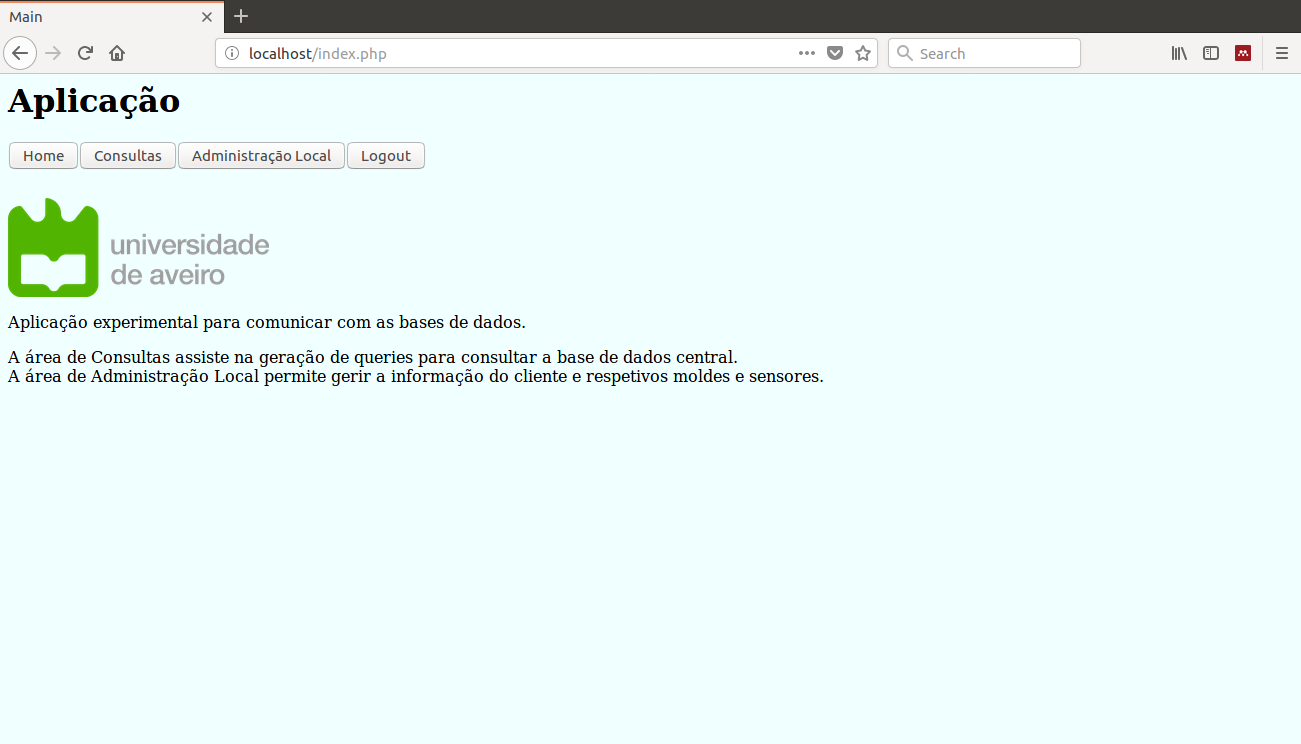 Main
localhost/index.php
Search
Aplicação
Home Consultas Administração Local Logout
universidade
de aveiro
Aplicação experimental para comunicar com as bases de dados.
A área de Consultas assiste na geração de queries para consultar a base de dados central.
A área de Administração Local permite gerir a informação do cliente e respetivos moldes e sensores.